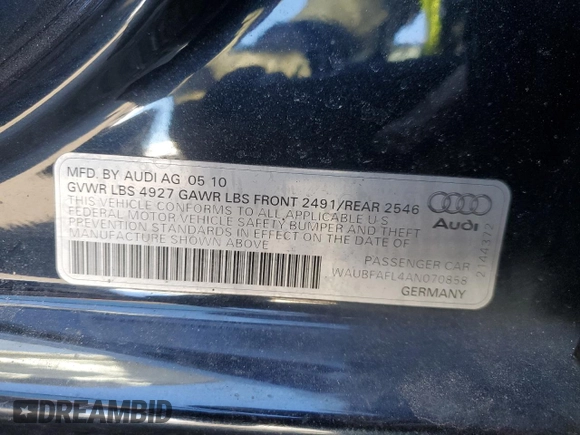 MFD. BY AUDI AG 05 10
GVWR LBS 4927 GAWR LBS FRONT 2491/REAR 2546
THIS VEHICLE CONFORMS TO ALL APPLICABLE U S
FEDERAL MOTOR VEHICLE SAFETY BUMPER AND THEFT
PREVENTION STANDARDS IN EFFECT ON THE DATE OF
MANUFACTURE SHOWN ABOVE
Audi
PASSENGER CAR
WAUBFAFL4AN070858
GERMANY
2144372
DREAMBID